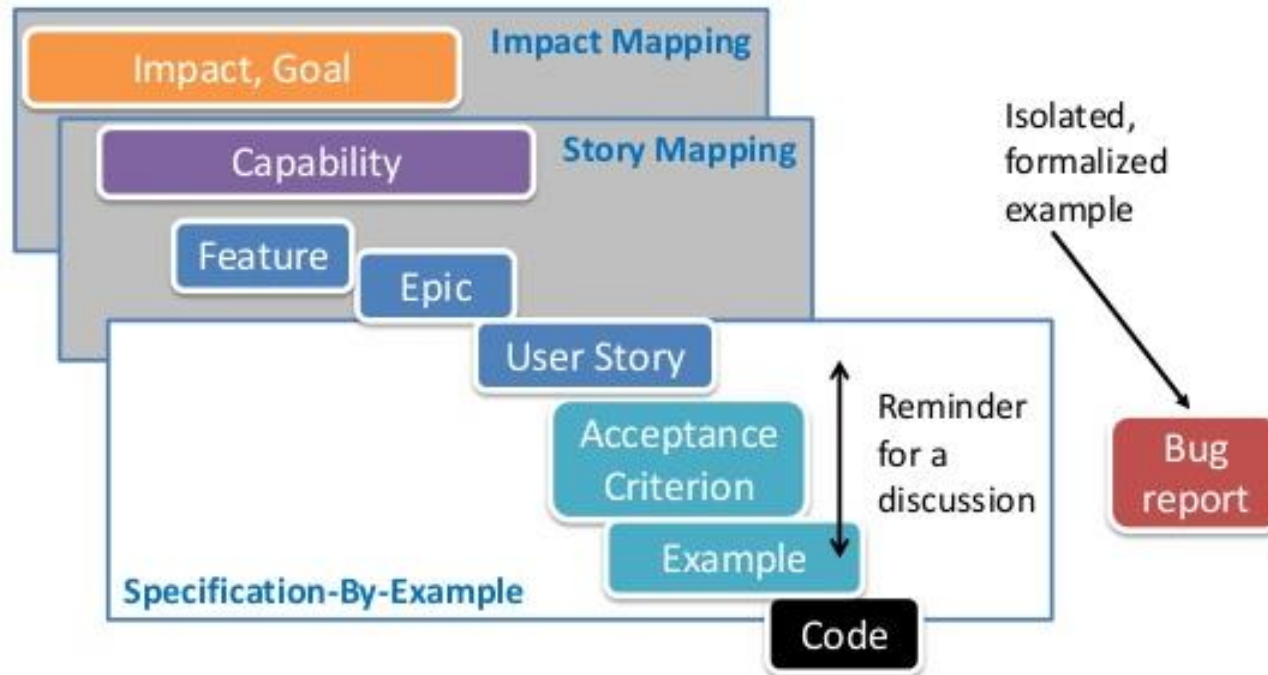 Impact Mapping
Impact, Goal
Story Mapping
Capability
Isolated,
formalized
example
Feature
Epic
User Story
Reminder
for a
discussion
Acceptance
Criterion
Bug
report
Example
Specification-By-Example
Code